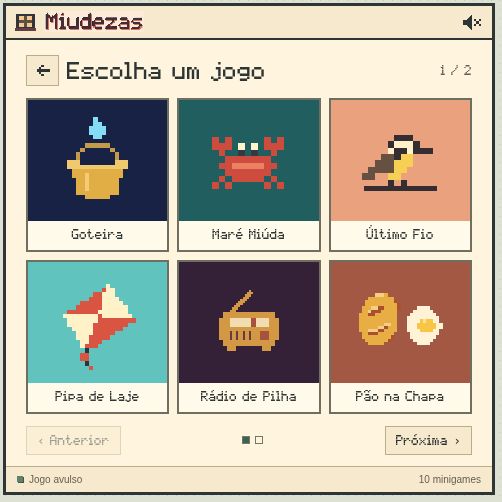 Miudezas
Escolha um jogo
1 / 2
Goteira
Maré Miúda
Último Fio
Pipa de Laje
Rádio de Pilha
Pão na Chapa
‹ Anterior
Próxima ›
Jogo avulso
10 minigames